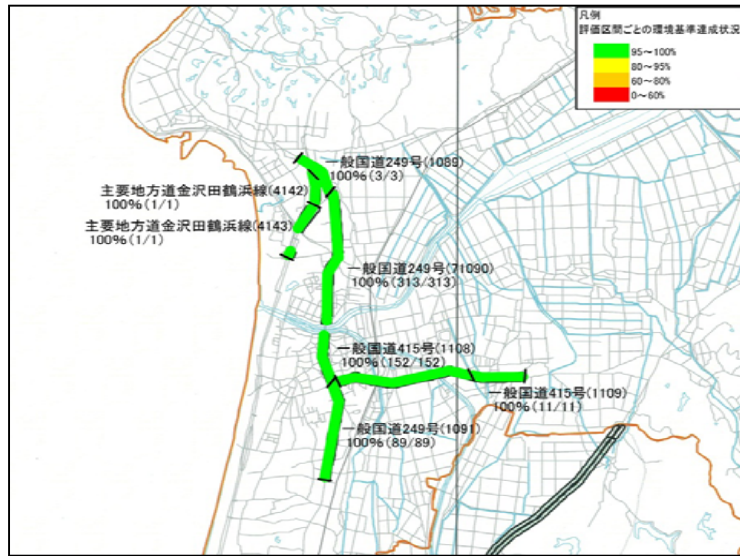 凡例
評価区間ごとの環境基準達成状況
95～100%
80～95%
60～80%
0～60%
一般国道249号(1089)
100%(3/3)
主要地方道金沢田鶴浜線(4142)
100%(1/1)
主要地方道金沢田鶴浜線(4143)
100%(1/1)
一般国道249号(71090)
100%(313/313)
一般国道415号(1108)
100%(152/152)
一般国道415号(1109)
100%(11/11)
一般国道249号(1091)
100%(89/89)